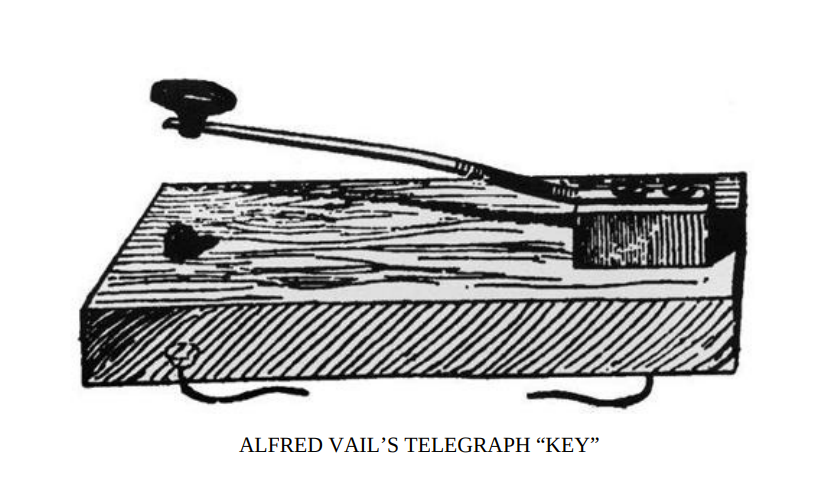 ALFRED VAIL’S TELEGRAPH “KEY”